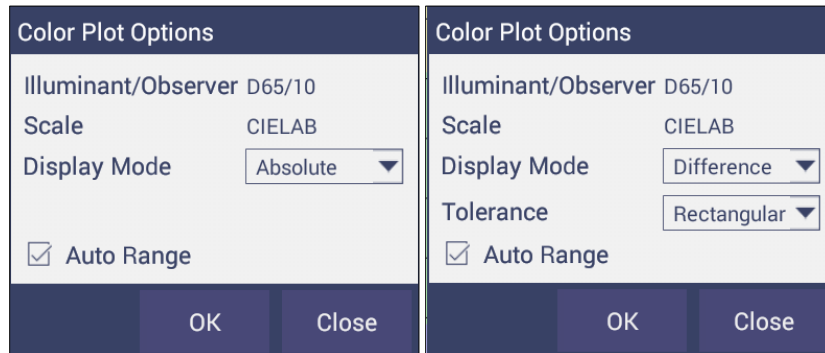 Color Plot Options
Illuminant/Observer D65/10
Scale CIELAB
Display Mode Absolute
Auto Range
OK Close
Color Plot Options
Illuminant/Observer D65/10
Scale CIELAB
Display Mode Difference
Tolerance Rectangular
Auto Range
OK Close